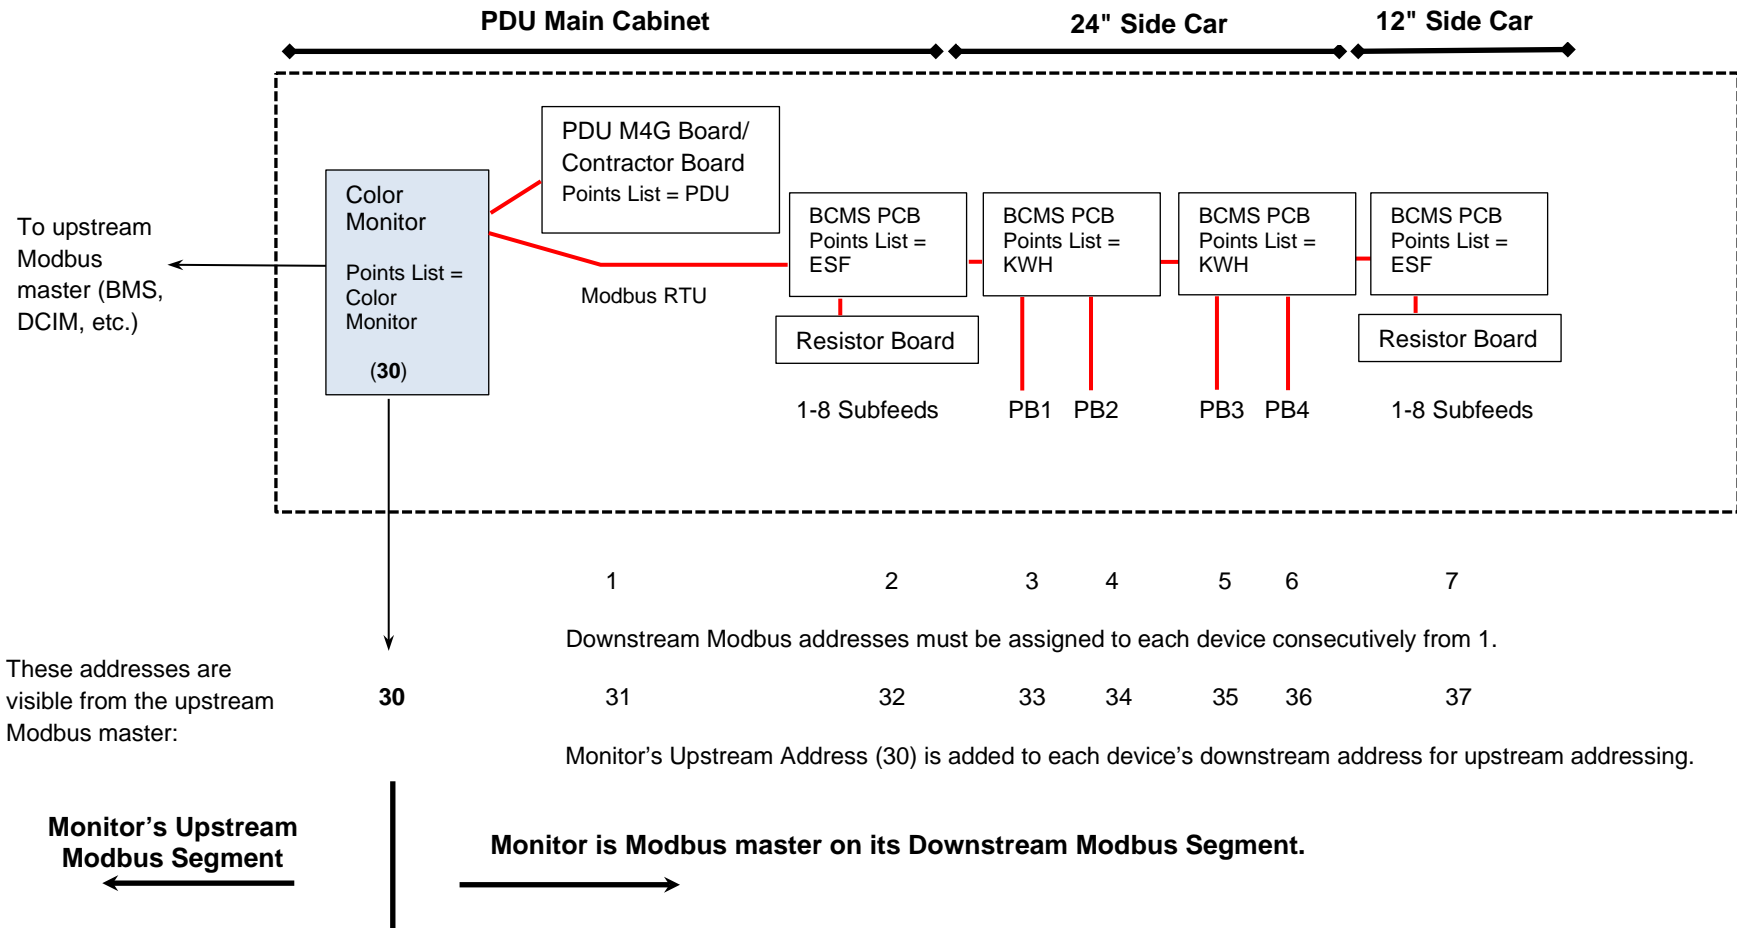 PDU Main Cabinet
24" Side Car
12" Side Car
PDU M4G Board/
Contractor Board
Points List = PDU
Color
Monitor
Points List =
Color
Monitor
(30)
To upstream
Modbus
master (BMS,
DCIM, etc.)
Modbus RTU
BCMS PCB
Points List =
ESF
BCMS PCB
Points List =
KWH
BCMS PCB
Points List =
KWH
BCMS PCB
Points List =
ESF
Resistor Board
Resistor Board
1-8 Subfeeds
PB1 PB2
PB3 PB4
1-8 Subfeeds
1 2 3 4 5 6 7
Downstream Modbus addresses must be assigned to each device consecutively from 1.
These addresses are
visible from the upstream
Modbus master:
30 31 32 33 34 35 36 37
Monitor’s Upstream Address (30) is added to each device’s downstream address for upstream addressing.
Monitor’s Upstream
Modbus Segment
Monitor is Modbus master on its Downstream Modbus Segment.